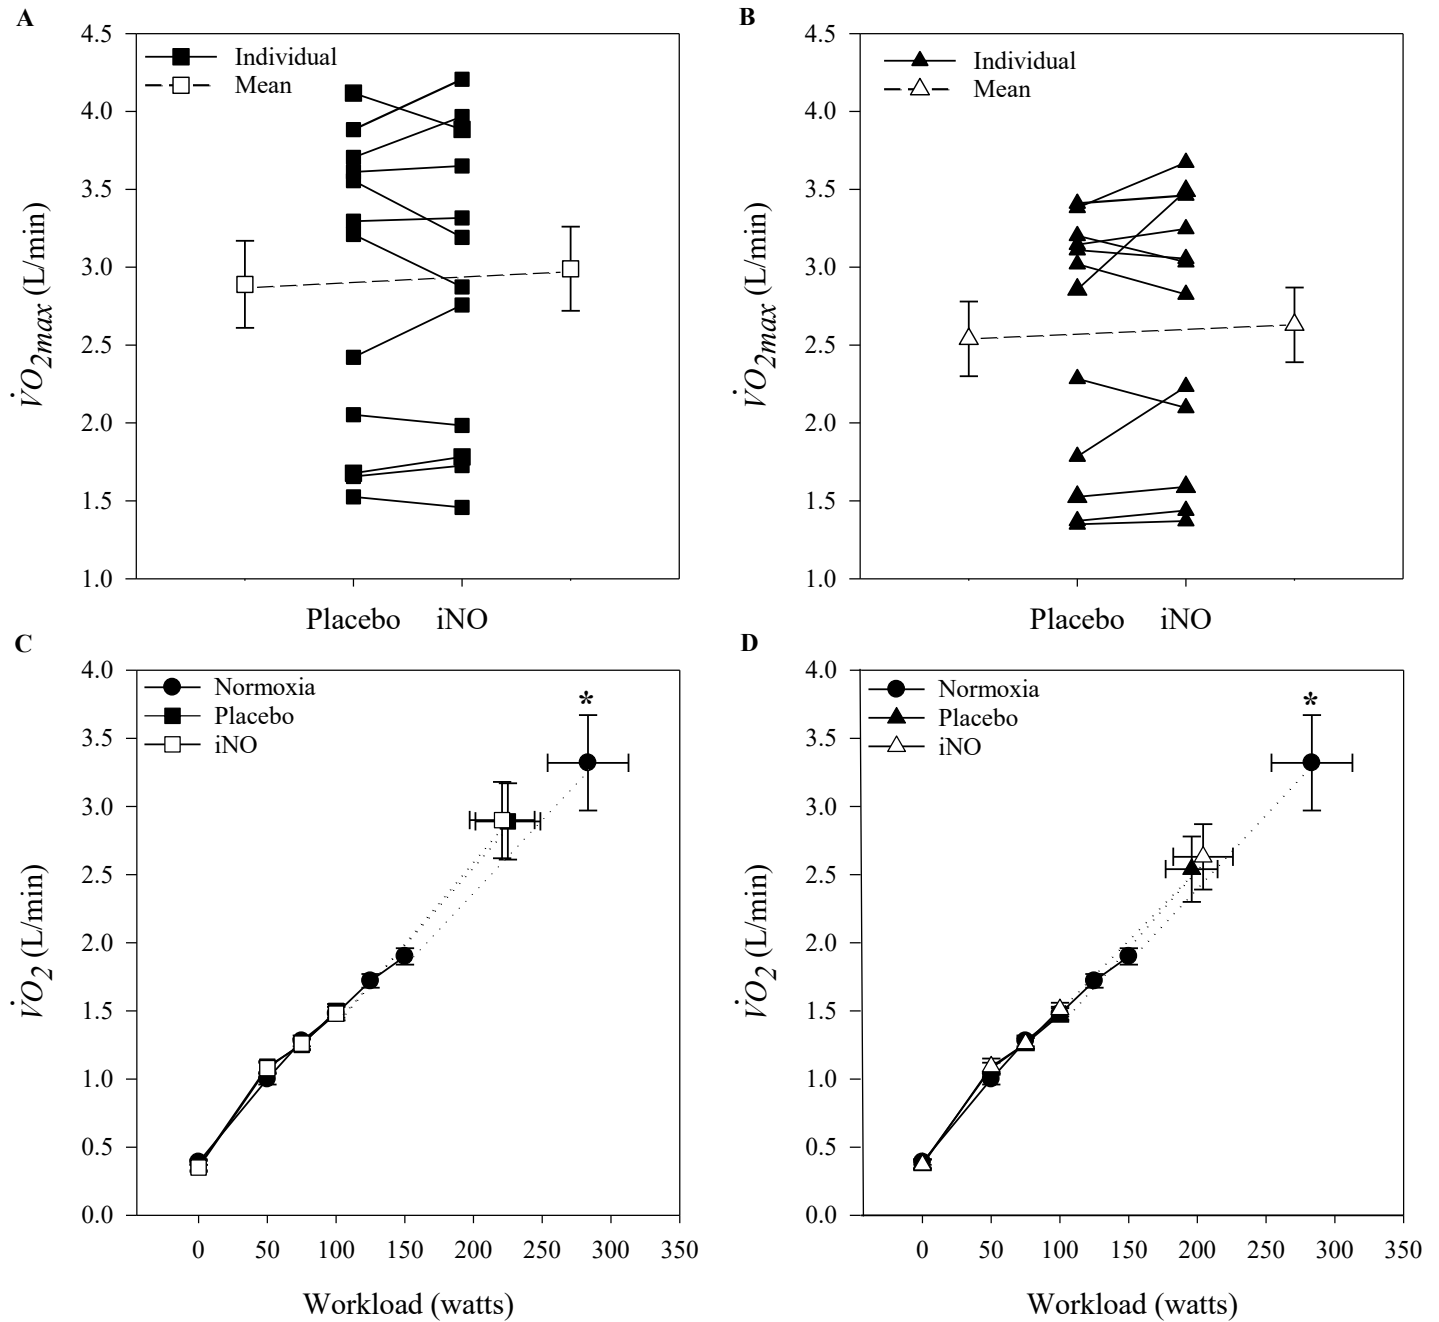 A
4.5
4.0
3.5
3.0
2.5
2.0
1.5
1.0
V̇O2max (L/min)
Individual
Mean
Placebo iNO
B
4.5
4.0
3.5
3.0
2.5
2.0
1.5
1.0
V̇O2max (L/min)
Individual
Mean
Placebo iNO
C
4.0
3.5
3.0
2.5
2.0
1.5
1.0
0.5
0.0
V̇O2 (L/min)
Normoxia
Placebo
iNO
*
0 50 100 150 200 250 300 350
Workload (watts)
D
4.0
3.5
3.0
2.5
2.0
1.5
1.0
0.5
0.0
V̇O2 (L/min)
Normoxia
Placebo
iNO
*
0 50 100 150 200 250 300 350
Workload (watts)